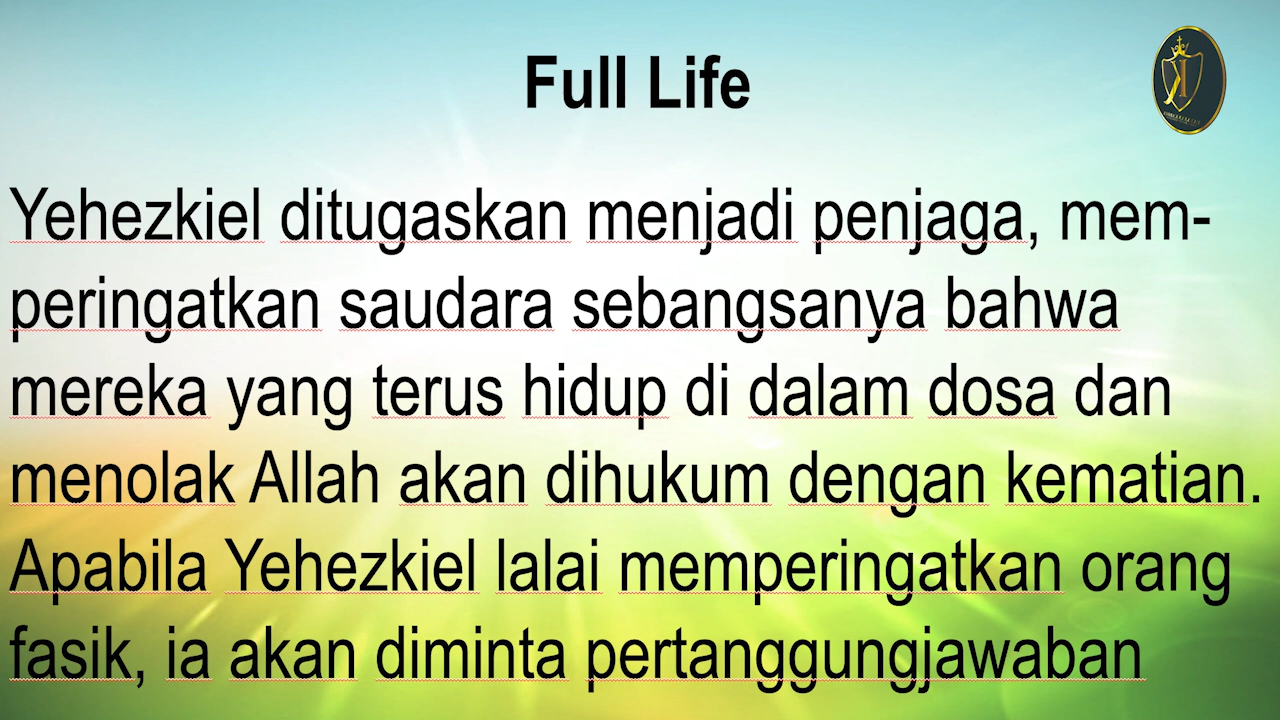 Full Life
Yehezkiel ditugaskan menjadi penjaga, mem-
peringatkan saudara sebangsanya bahwa
mereka yang terus hidup di dalam dosa dan
menolak Allah akan dihukum dengan kematian.
Apabila Yehezkiel lalai memperingatkan orang
fasik, ia akan diminta pertanggungjawaban